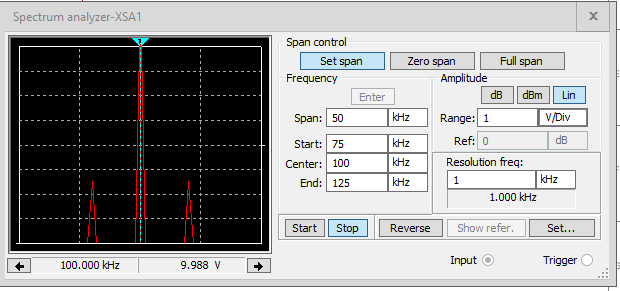 Spectrum analyzer-XSA1
Span control
Set span Zero span Full span
Frequency
Enter
Span: 50 kHz
Start: 75 kHz
Center: 100 kHz
End: 125 kHz
Amplitude
dB dBm Lin
Range: 1 V/Div
Ref: 0 dB
Resolution freq:
1 kHz
1.000 kHz
Start Stop Reverse Show refer. Set...
100.000 kHz 9.988 V
Input Trigger